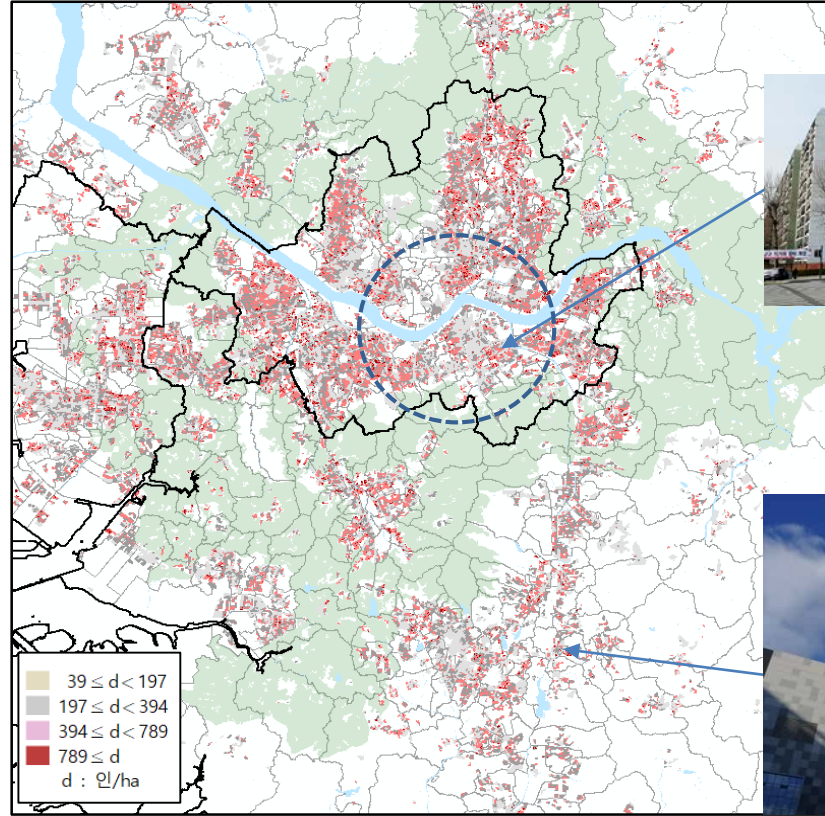 39 ≤ d < 197
197 ≤ d < 394
394 ≤ d < 789
789 ≤ d
d : 인/ha